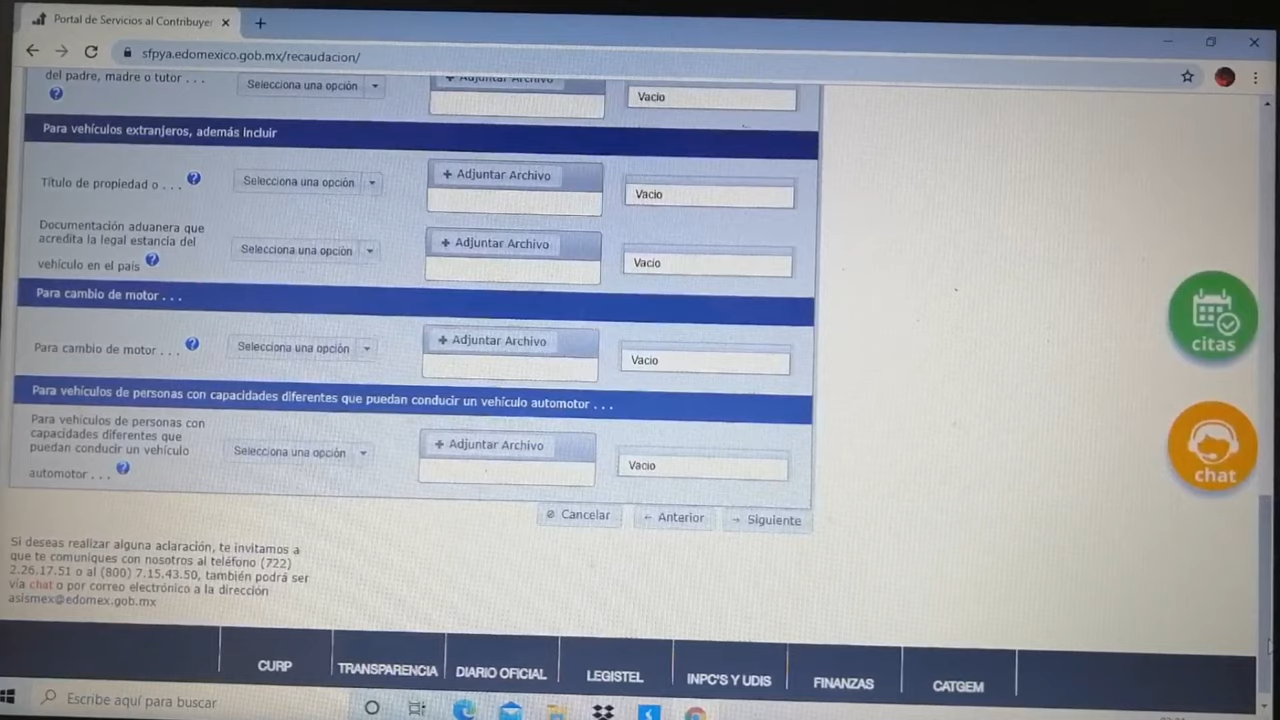 Portal de Servicios al Contribuyer
sfpya.edomexico.gob.mx/recaudacion/
del padre, madre o tutor . . .
Selecciona una opción
Adjuntar Archivo
Vacio
Para vehículos extranjeros, además incluir
Título de propiedad o . . .
Selecciona una opción
Adjuntar Archivo
Vacio
Documentación aduanera que
acredita la legal estancia del
vehículo en el país
Selecciona una opción
Adjuntar Archivo
Vacio
Para cambio de motor . . .
Para cambio de motor . . .
Selecciona una opción
Adjuntar Archivo
Vacio
Para vehículos de personas con capacidades diferentes que puedan conducir un vehículo automotor . . .
Para vehículos de personas con
capacidades diferentes que
puedan conducir un vehículo
automotor . . .
Selecciona una opción
Adjuntar Archivo
Vacio
Cancelar
Anterior
Siguiente
citas
chat
Si deseas realizar alguna aclaración, te invitamos a
que te comuniques con nosotros al teléfono (722)
2.26.17.51 o al (800) 7.15.43.50, también podrá ser
vía chat o por correo electrónico a la dirección
asismex@edomex.gob.mx
CURP
TRANSPARENCIA
DIARIO OFICIAL
LEGISTEL
INPC'S Y UDIS
FINANZAS
CATGEM
Escribe aquí para buscar